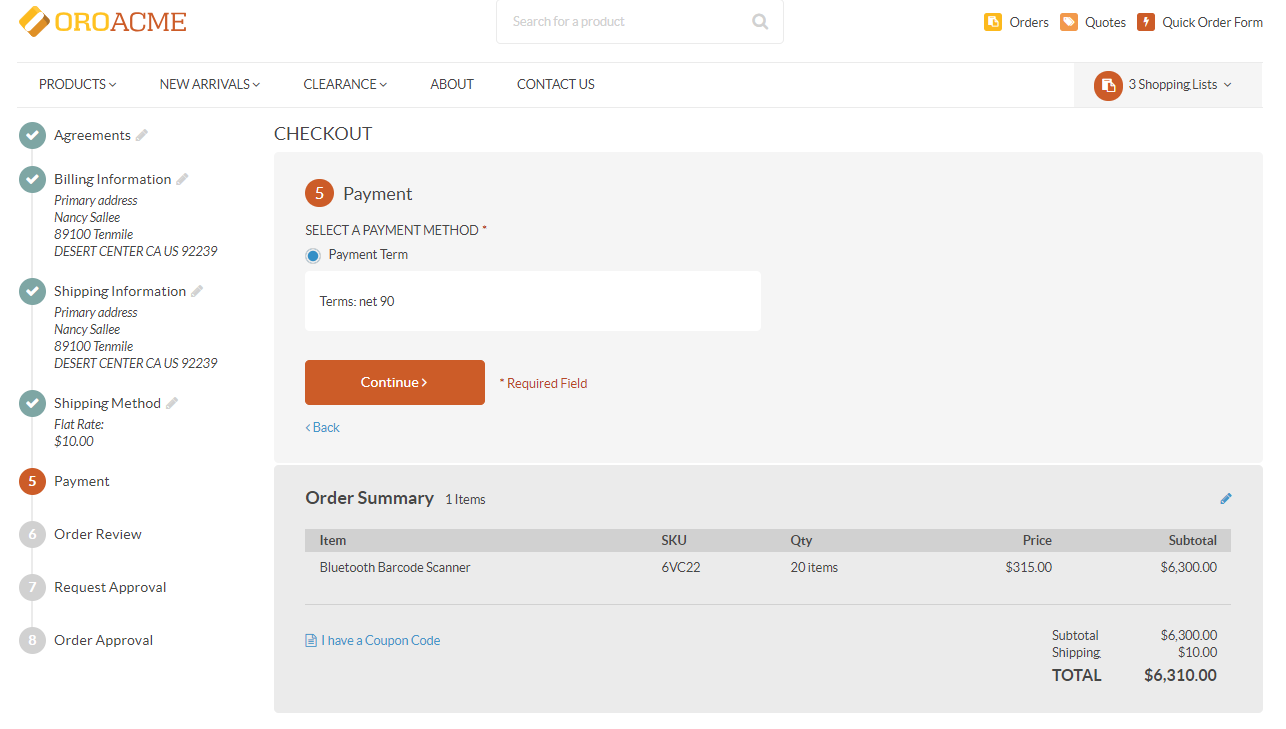 OROACME
Search for a product
Orders
Quotes
Quick Order Form
PRODUCTS
NEW ARRIVALS
CLEARANCE
ABOUT
CONTACT US
3 Shopping Lists
Agreements
Billing Information
Primary address
Nancy Sallee
89100 Tenmile
DESERT CENTER CA US 92239
Shipping Information
Primary address
Nancy Sallee
89100 Tenmile
DESERT CENTER CA US 92239
Shipping Method
Flat Rate:
$10.00
5 Payment
6 Order Review
7 Request Approval
8 Order Approval
CHECKOUT
5 Payment
SELECT A PAYMENT METHOD *
Payment Term
Terms: net 90
Continue >
* Required Field
< Back
Order Summary 1 Items
Item SKU Qty Price Subtotal
Bluetooth Barcode Scanner 6VC22 20 items $315.00 $6,300.00
I have a Coupon Code
Subtotal $6,300.00
Shipping $10.00
TOTAL $6,310.00